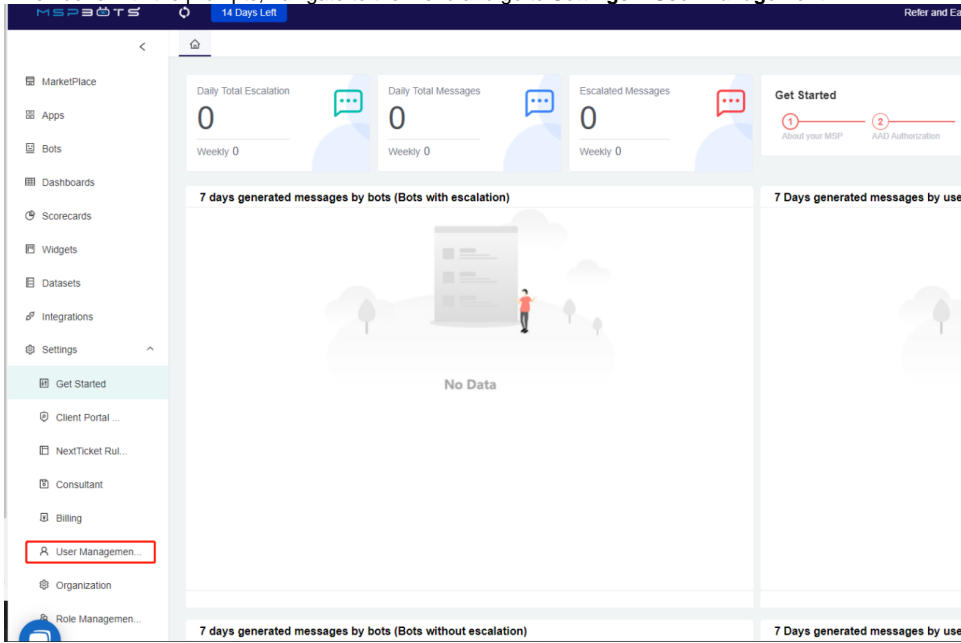 MSPBOTS
14 Days Left
Refer and Ea
MarketPlace
Apps
Bots
Dashboards
Scorecards
Widgets
Datasets
Integrations
Settings
Get Started
Client Portal ...
NextTicket Rul...
Consultant
Billing
User Managemen...
Organization
Role Managemen...
Daily Total Escalation
0
Weekly 0
Daily Total Messages
0
Weekly 0
Escalated Messages
0
Weekly 0
Get Started
1 2
About your MSP AAD Authorization
7 days generated messages by bots (Bots with escalation)
No Data
7 Days generated messages by use
7 days generated messages by bots (Bots without escalation)
7 Days generated messages by use